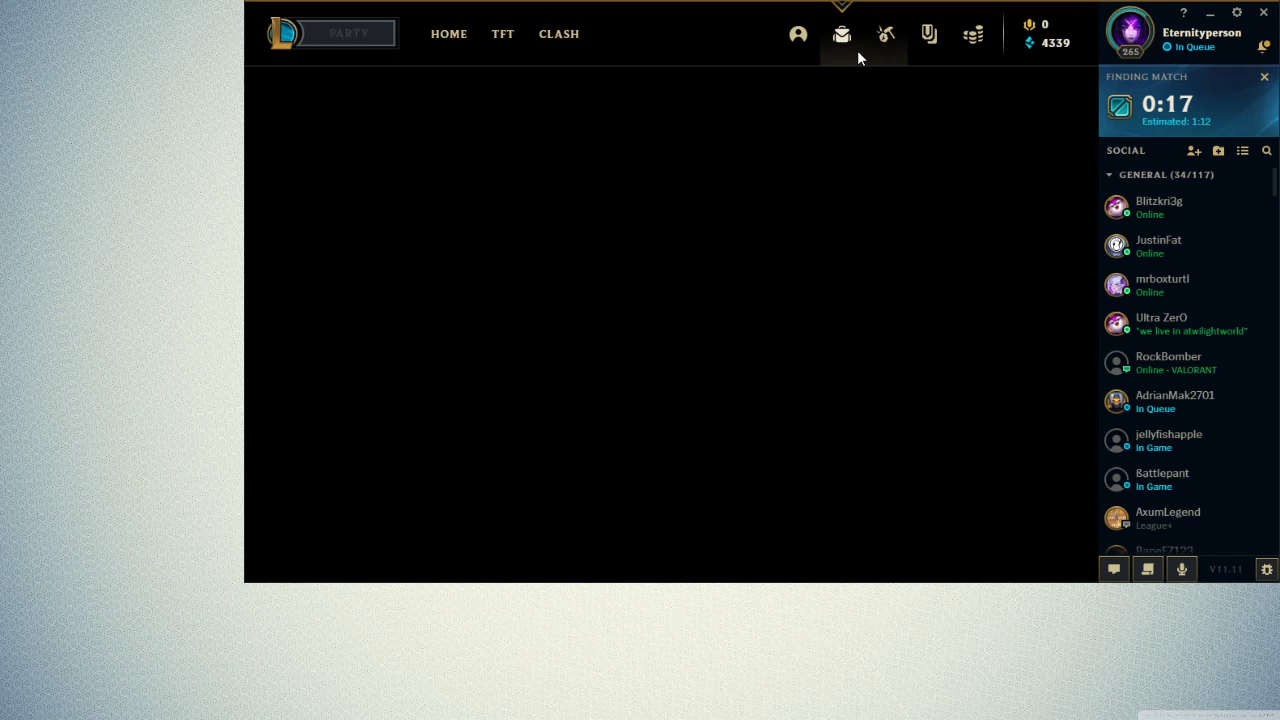 PARTY
HOME
TFT
CLASH
0
4339
?
265
Eternityperson
In Queue
FINDING MATCH
0:17
Estimated: 1:12
SOCIAL
GENERAL (34/117)
Blitzkri3g
Online
JustinFat
Online
mrboxturtl
Online
Ultra ZerO
"we live in atwilightworld"
RockBomber
Online - VALORANT
AdrianMak2701
In Queue
jellyfishapple
In Game
ßattlepant
In Game
AxumLegend
League+
V11.11